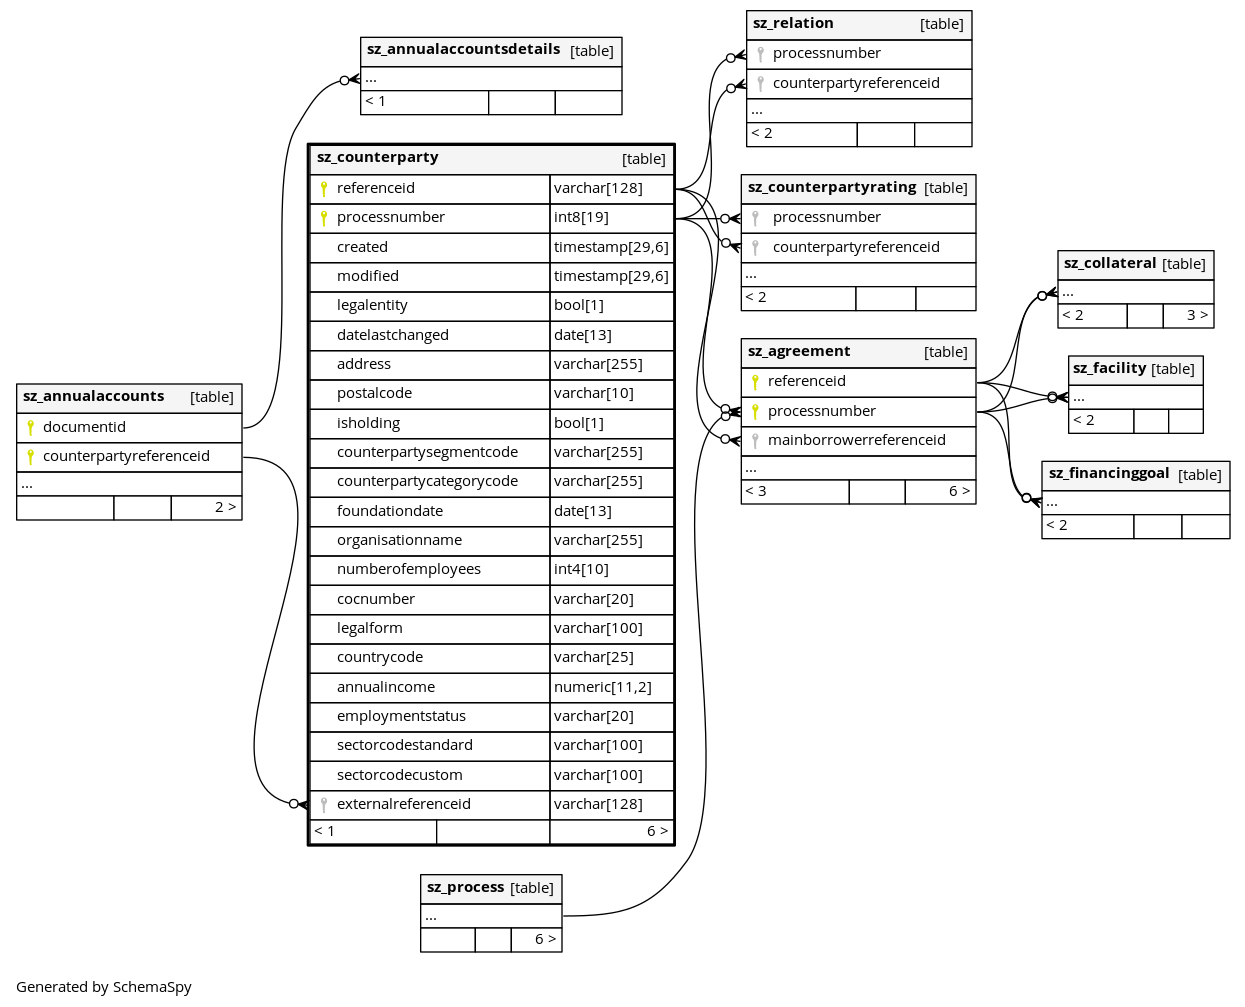 sz_annualaccountsdetails [table]
...
< 1
sz_relation [table]
processnumber
counterpartyreferenceid
...
< 2
sz_counterparty [table]
referenceid varchar[128]
processnumber int8[19]
created timestamp[29,6]
modified timestamp[29,6]
legalentity bool[1]
datelastchanged date[13]
address varchar[255]
postalcode varchar[10]
isholding bool[1]
counterpartysegmentcode varchar[255]
counterpartycategorycode varchar[255]
foundationdate date[13]
organisationname varchar[255]
numberofemployees int4[10]
cocnumber varchar[20]
legalform varchar[100]
countrycode varchar[25]
annualincome numeric[11,2]
employmentstatus varchar[20]
sectorcodestandard varchar[100]
sectorcodecustom varchar[100]
externalreferenceid varchar[128]
< 1 6 >
sz_counterpartyrating [table]
processnumber
counterpartyreferenceid
...
< 2
sz_agreement [table]
referenceid
processnumber
mainborrowerreferenceid
...
< 3 6 >
sz_collateral [table]
...
< 2 3 >
sz_facility [table]
...
< 2
sz_financinggoal [table]
...
< 2
sz_annualaccounts [table]
documentid
counterpartyreferenceid
...
2 >
sz_process [table]
...
6 >
Generated by SchemaSpy